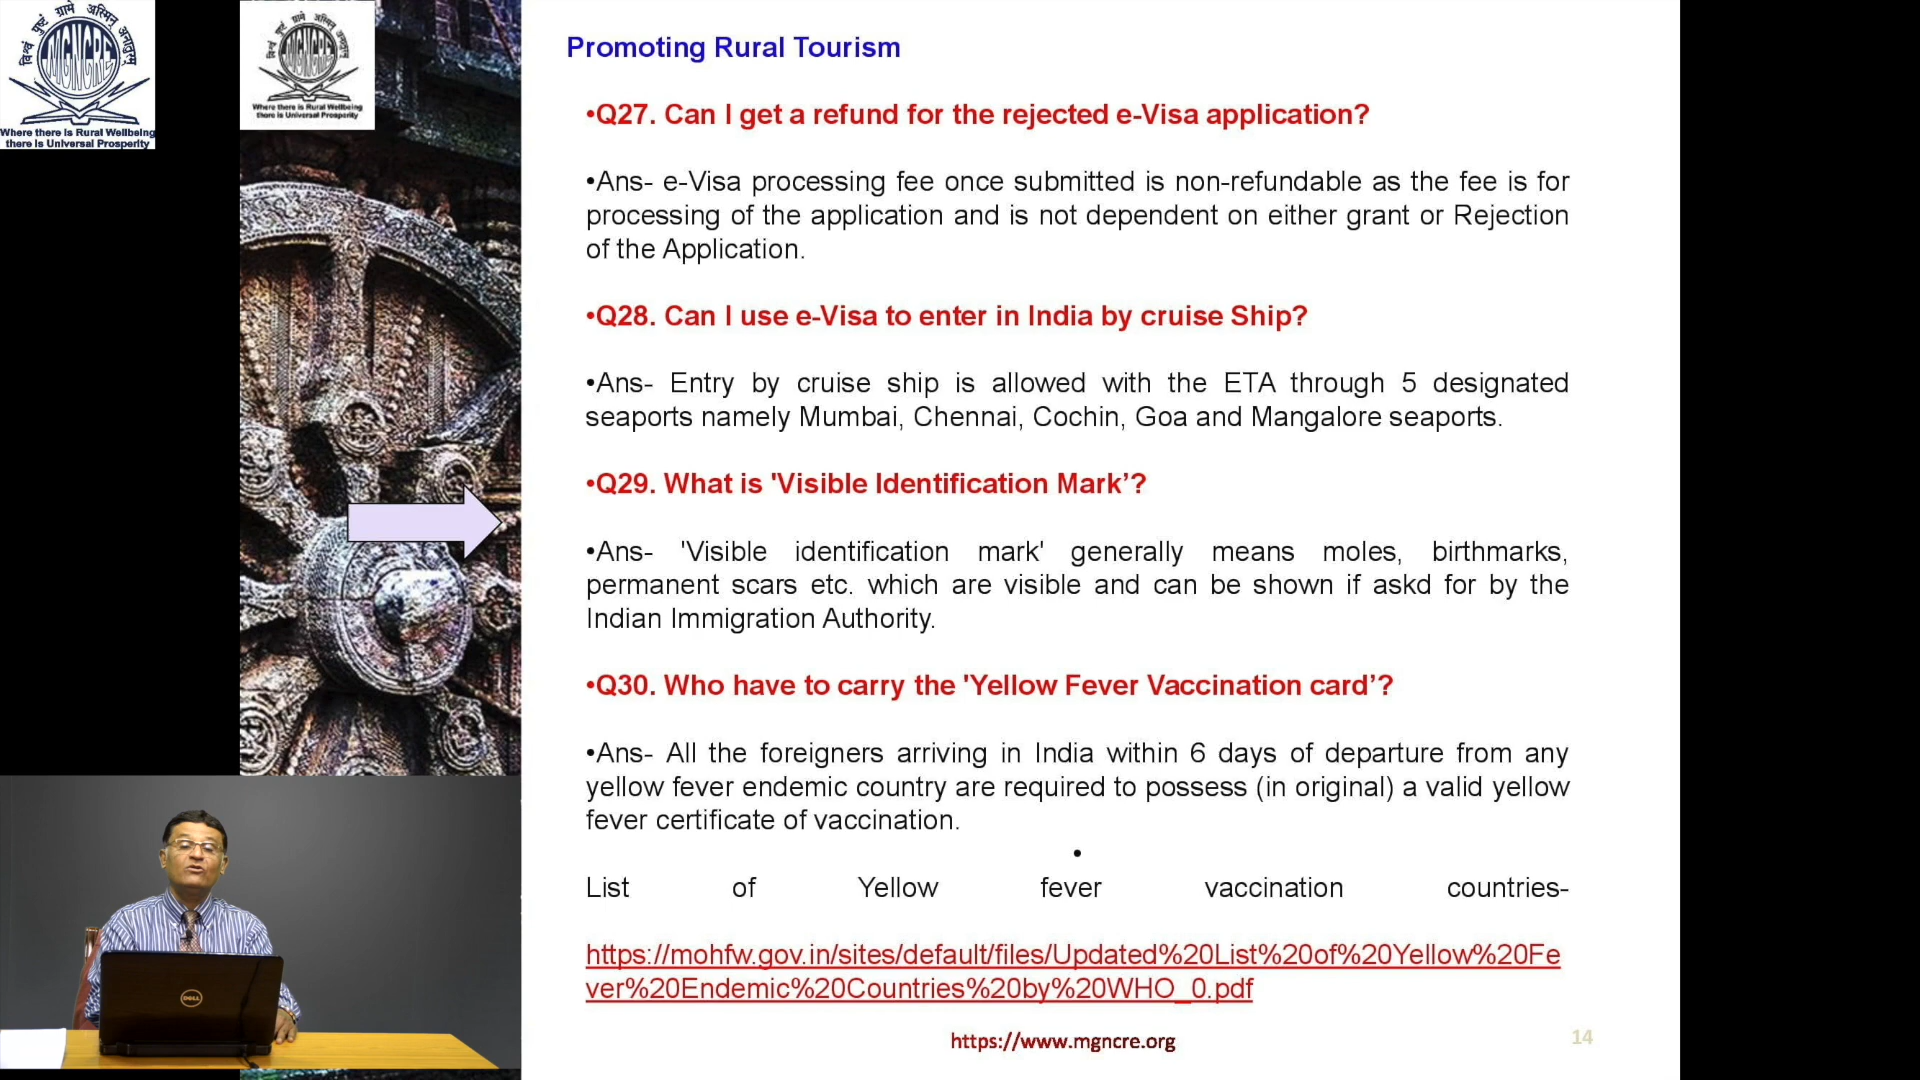 विश्वं पुष्टं ग्रामे अस्मिन् अनातुरम्
MGNCRE
Where there is Rural Wellbeing
there is Universal Prosperity
विश्वं पुष्टं ग्रामे अस्मिन् अनातुरम्
MGNCRE
Where there is Rural Wellbeing
there is Universal Prosperity
Promoting Rural Tourism
•Q27. Can I get a refund for the rejected e-Visa application?
•Ans- e-Visa processing fee once submitted is non-refundable as the fee is for
processing of the application and is not dependent on either grant or Rejection
of the Application.
•Q28. Can I use e-Visa to enter in India by cruise Ship?
•Ans- Entry by cruise ship is allowed with the ETA through 5 designated
seaports namely Mumbai, Chennai, Cochin, Goa and Mangalore seaports.
•Q29. What is 'Visible Identification Mark’?
•Ans- 'Visible identification mark' generally means moles, birthmarks,
permanent scars etc. which are visible and can be shown if askd for by the
Indian Immigration Authority.
•Q30. Who have to carry the 'Yellow Fever Vaccination card’?
•Ans- All the foreigners arriving in India within 6 days of departure from any
yellow fever endemic country are required to possess (in original) a valid yellow
fever certificate of vaccination.
•
List of Yellow fever vaccination countries-
https://mohfw.gov.in/sites/default/files/Updated%20List%20of%20Yellow%20Fe
ver%20Endemic%20Countries%20by%20WHO_0.pdf
DELL
https://www.mgncre.org
14